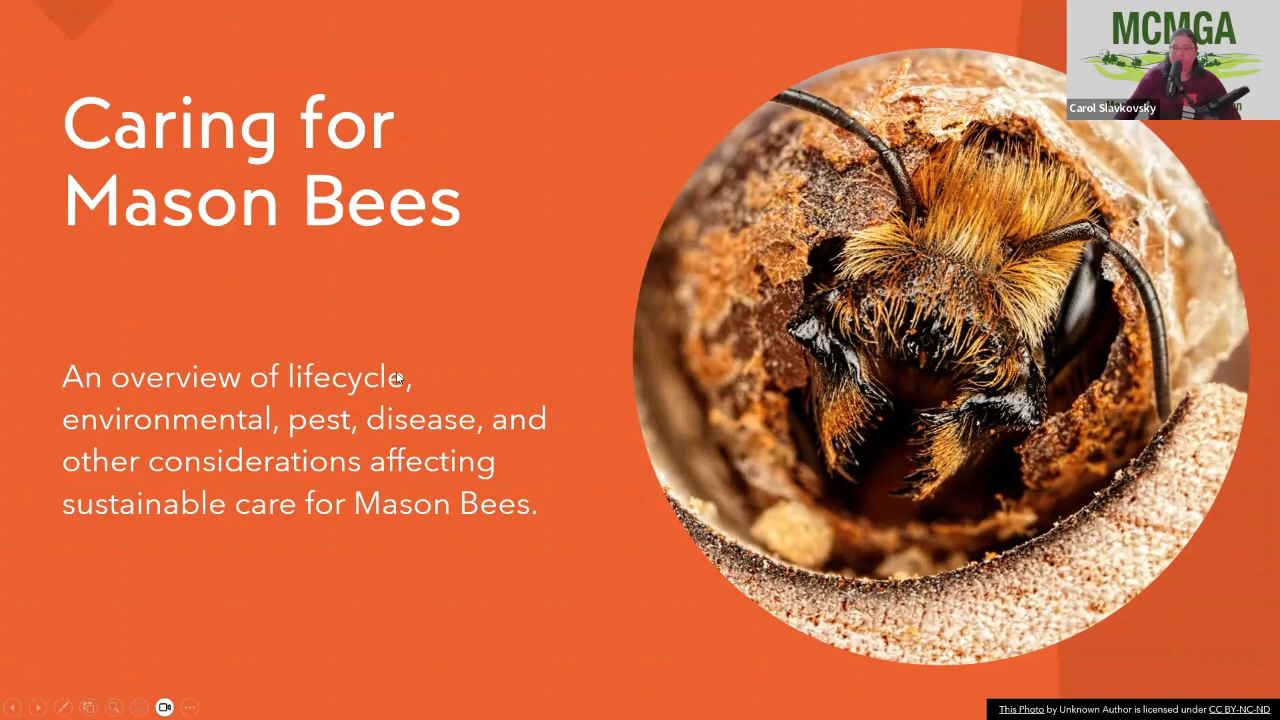 MCMGA
Carol Slavkovsky
Caring for
Mason Bees
An overview of lifecycle,
environmental, pest, disease, and
other considerations affecting
sustainable care for Mason Bees.
This Photo by Unknown Author is licensed under CC BY-NC-ND